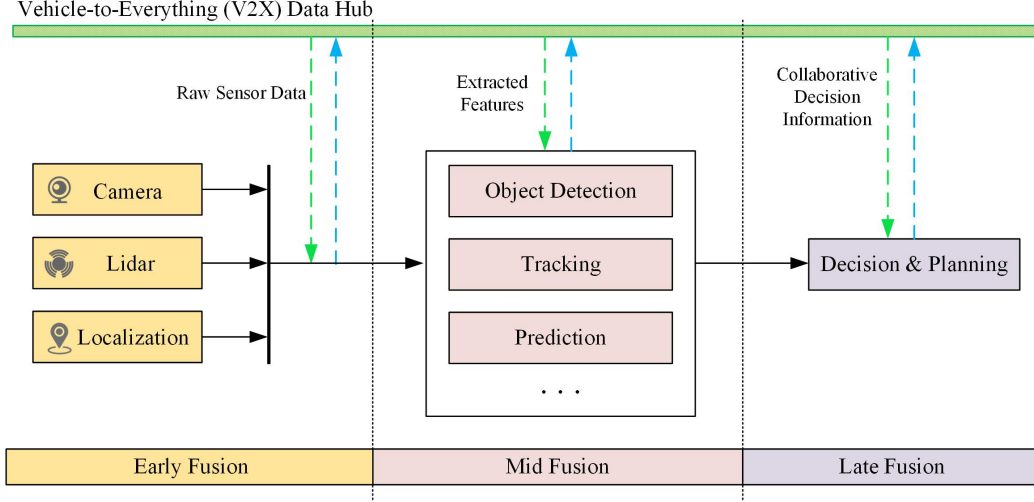 Vehicle-to-Everything (V2X) Data Hub
Raw Sensor Data
Extracted
Features
Collaborative
Decision
Information
Camera
Lidar
Localization
Object Detection
Tracking
Prediction
. . .
Decision & Planning
Early Fusion
Mid Fusion
Late Fusion